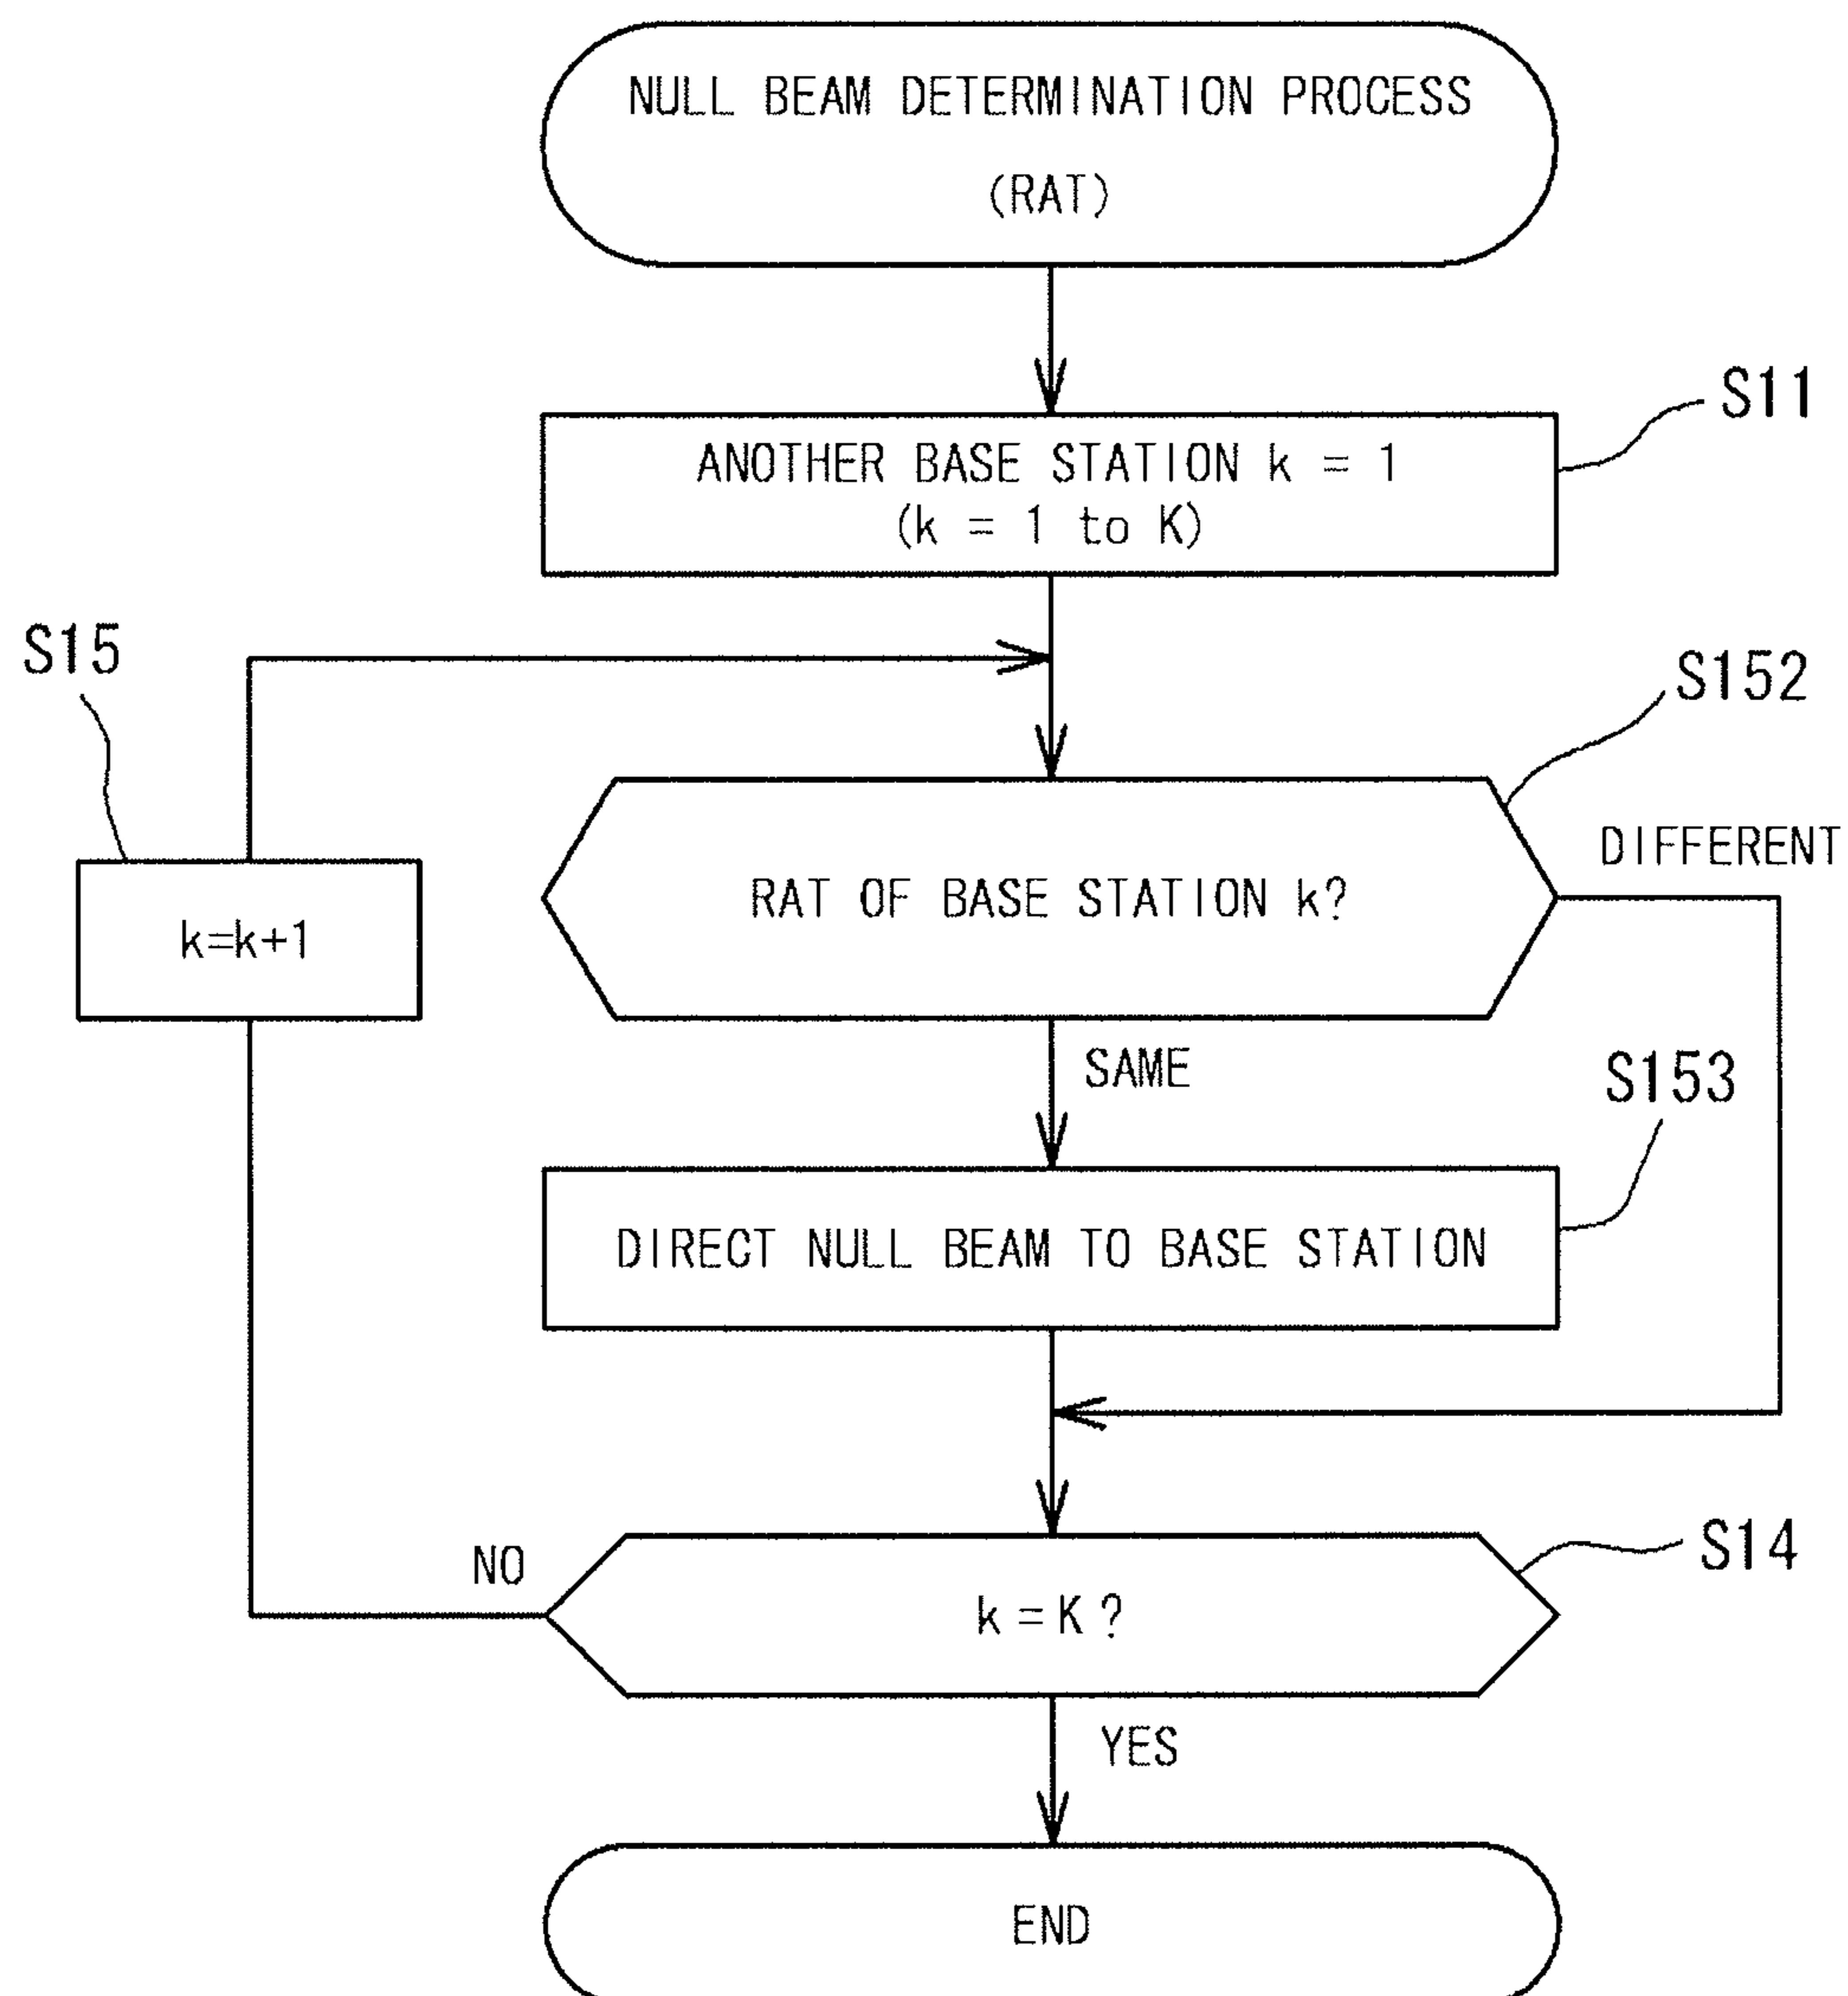 NULL BEAM DETERMINATION PROCESS
(RAT)
S11
ANOTHER BASE STATION k = 1
(k = 1 to K)
S15
S152
DIFFERENT
RAT OF BASE STATION k?
k=k+1
SAME
S153
DIRECT NULL BEAM TO BASE STATION
S14
NO
k = K ?
YES
END